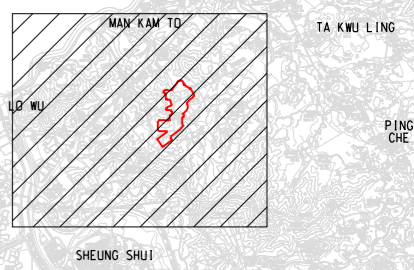 MAN KAM TO
TA KWU LING
LO WU
PING
CHE
SHEUNG SHUI